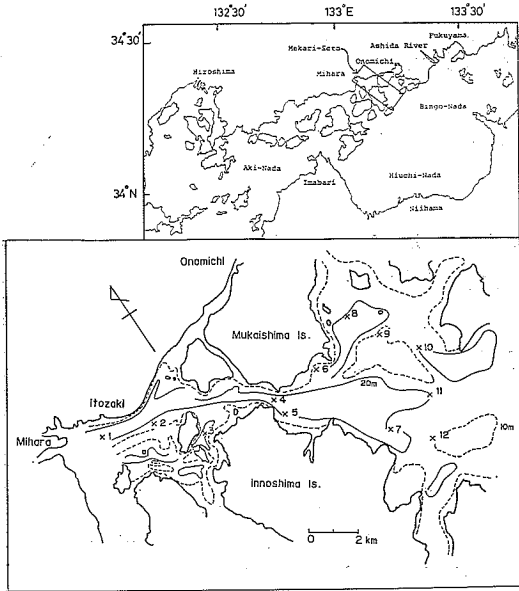 132°30' 133°E 133°30'
34°30'
Fukuyama
Ashida River
Mekari-Seto
Onomichi
Mihara
Hiroshima
Bingo-Nada
Aki-Nada
Imabari
Hiuchi-Nada
34°N
Niihama
Onomichi
Mukaishima Is.
8
9
10
6
20m
11
Itozaki
4
2
5
7
12
10m
Mihara
1
3
Innoshima Is.
0 2 km